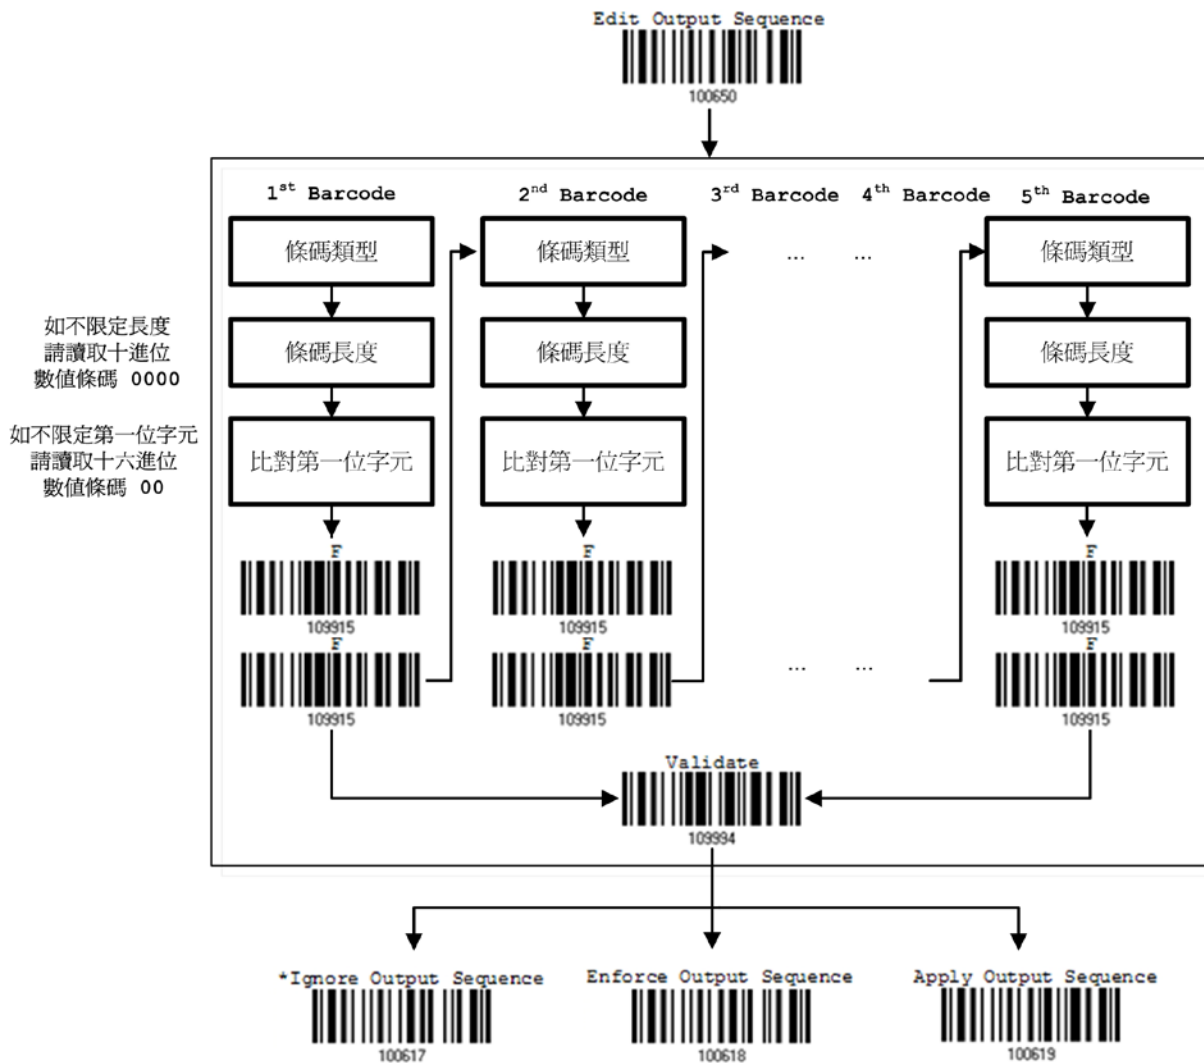 Edit Output Sequence
100650
1st Barcode 2nd Barcode 3rd Barcode 4th Barcode 5th Barcode
條碼類型 條碼類型 ... ... 條碼類型
如不限定長度
請讀取十進位
數值條碼 0000
條碼長度 條碼長度 條碼長度
如不限定第一位字元
請讀取十六進位
數值條碼 00
比對第一位字元 比對第一位字元 比對第一位字元
F F F
109915 109915 109915
F F F
... ...
109915 109915 109915
Validate
109994
*Ignore Output Sequence Enforce Output Sequence Apply Output Sequence
100617 100618 100619